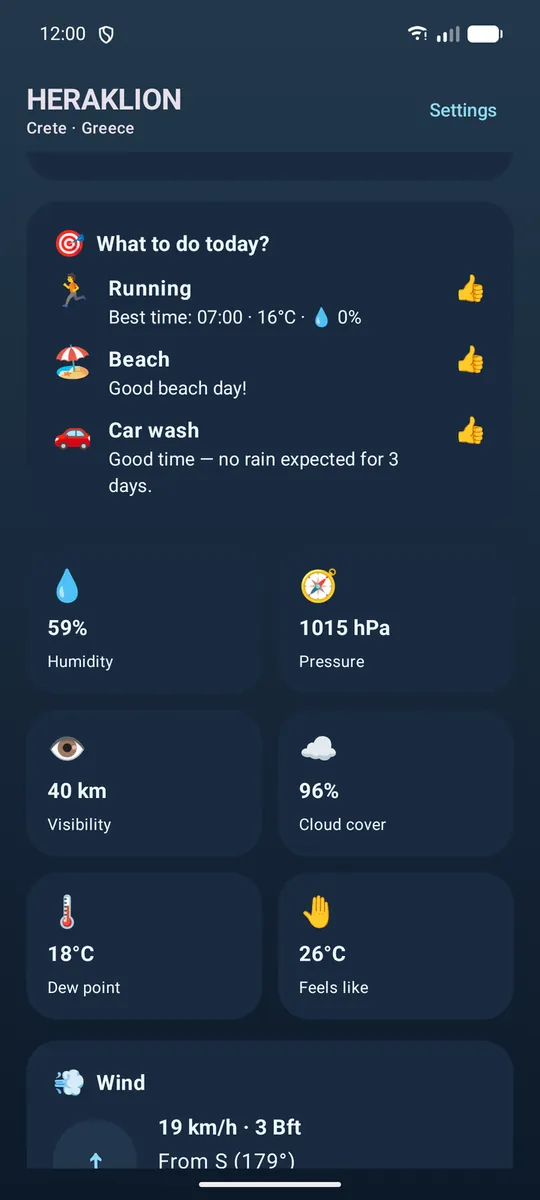 12:00
HERAKLION
Crete · Greece
Settings
What to do today?
Running
Best time: 07:00 · 16°C · 💧 0%
Beach
Good beach day!
Car wash
Good time — no rain expected for 3
days.
59%
Humidity
1015 hPa
Pressure
40 km
Visibility
96%
Cloud cover
18°C
Dew point
26°C
Feels like
Wind
19 km/h · 3 Bft
From S (179°)